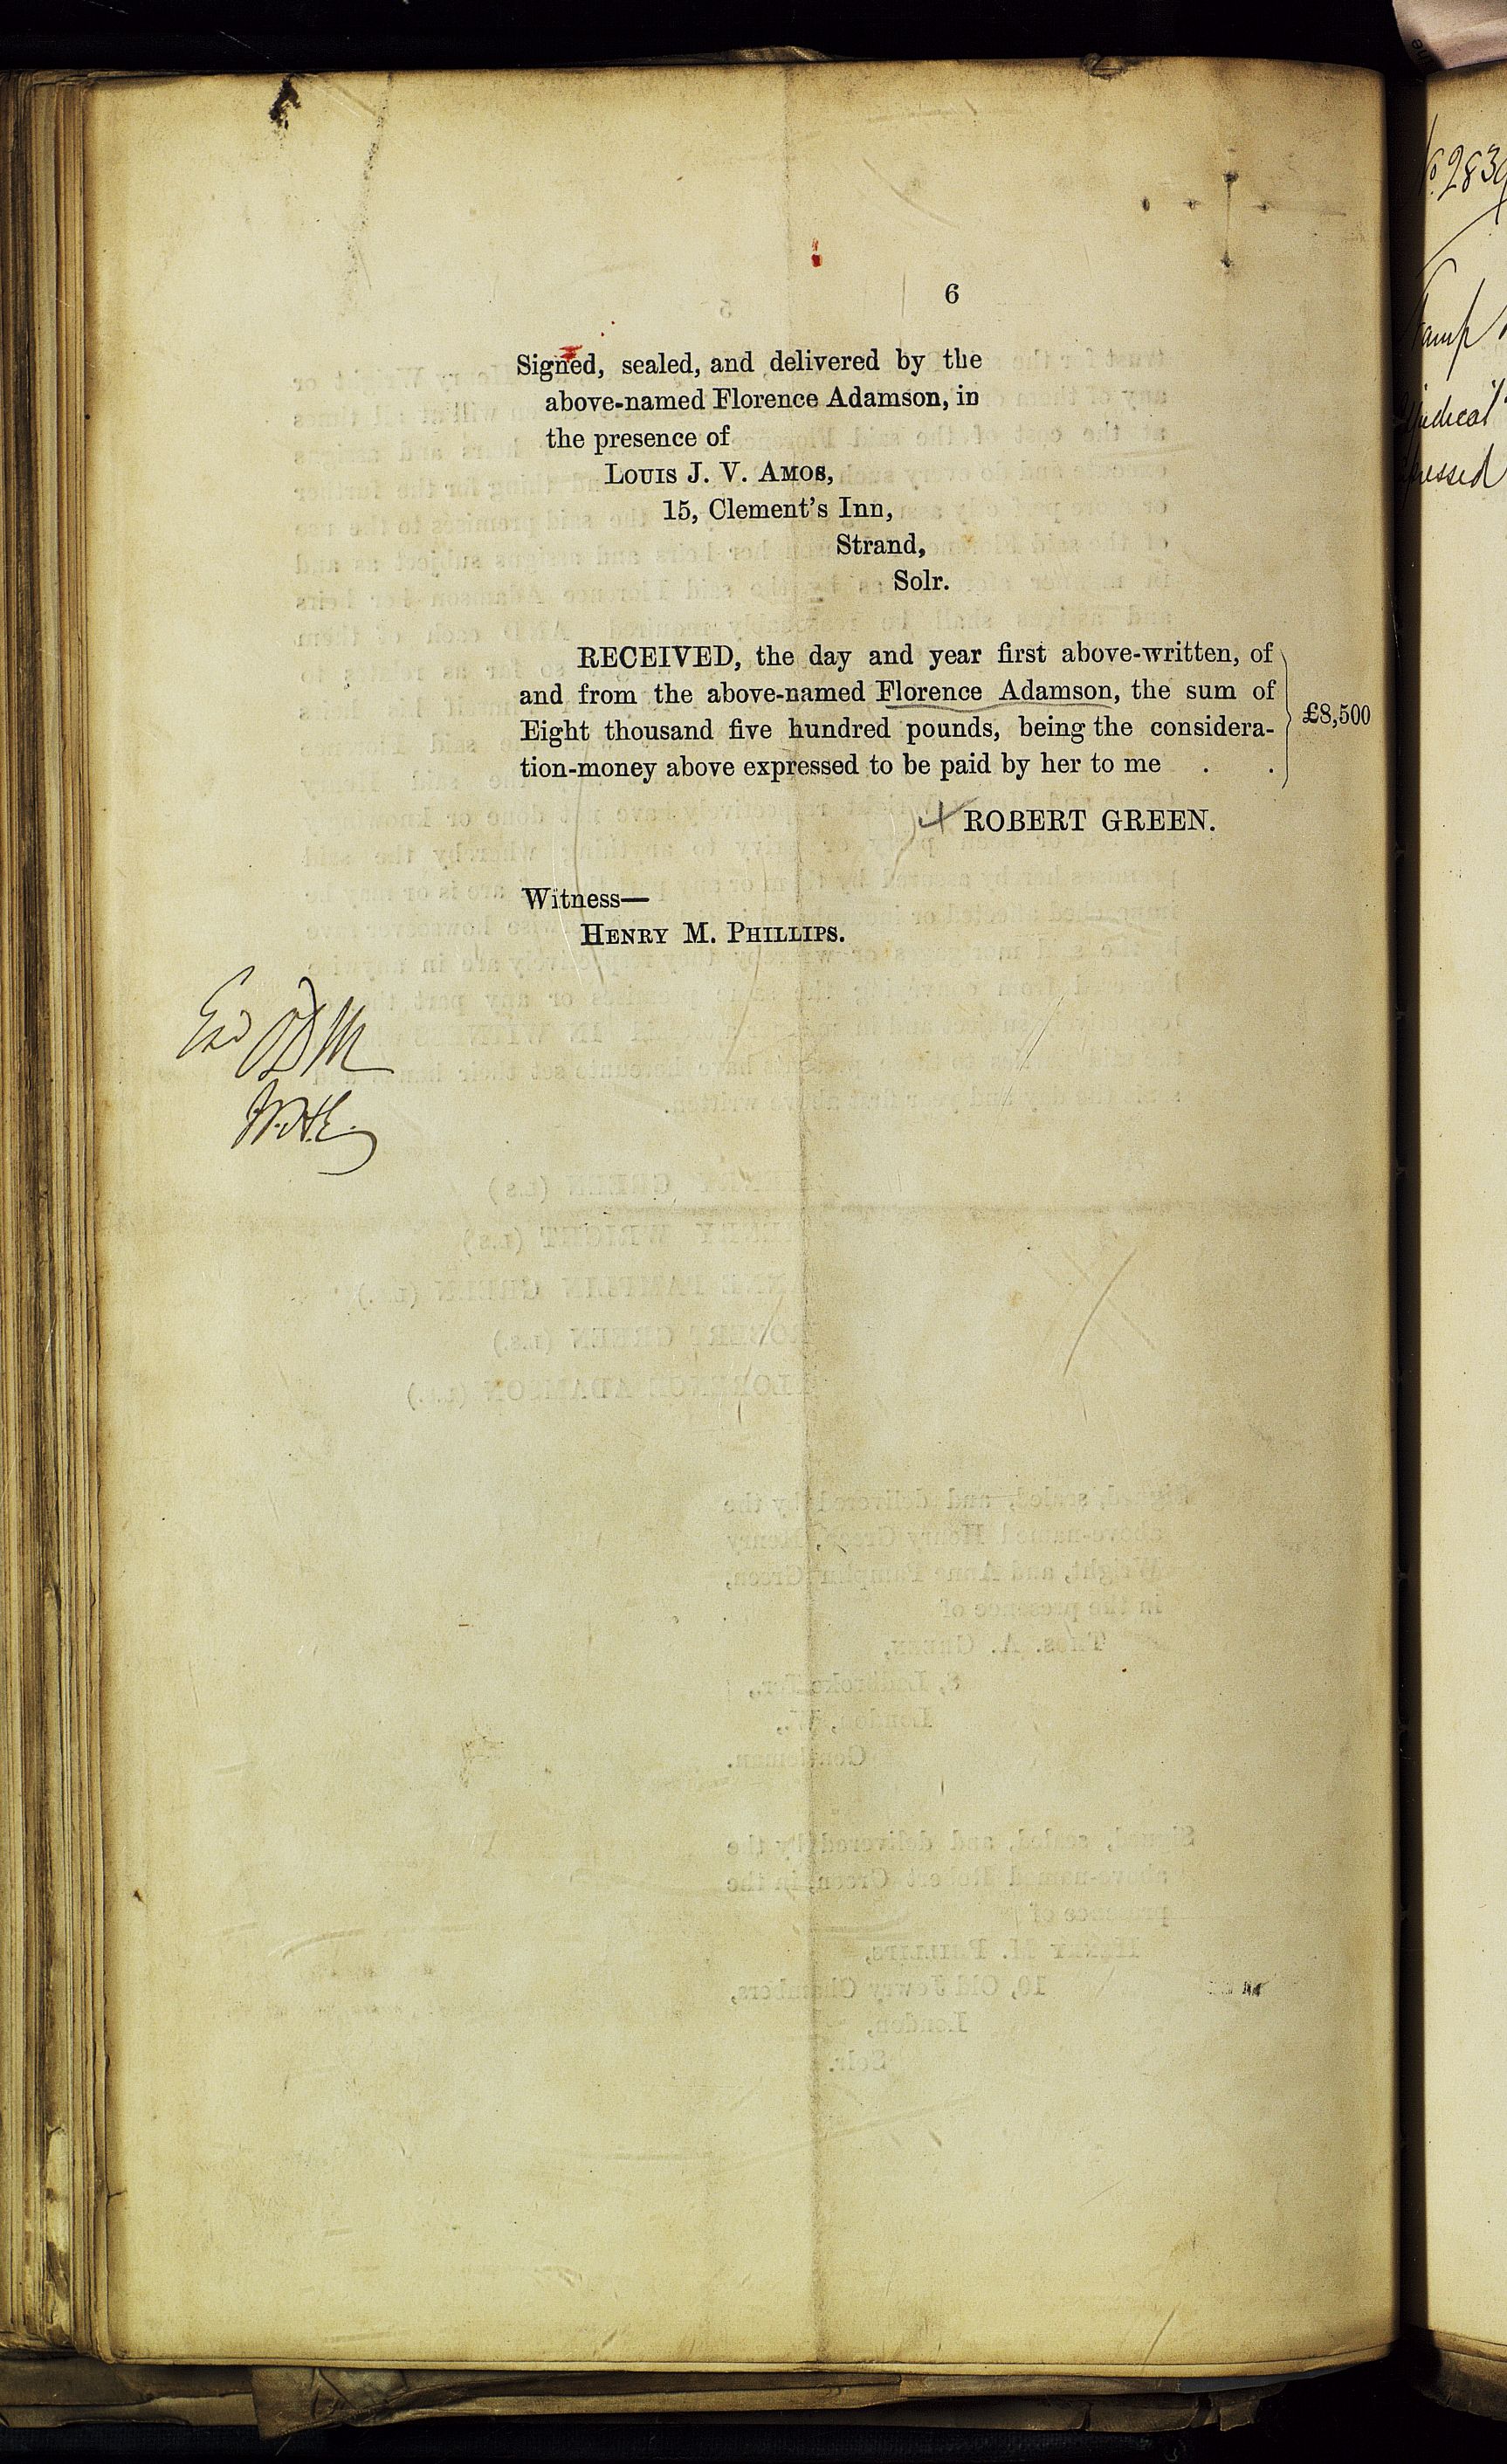 6
Signed, sealed, and delivered by the
above-named Florence Adamson, in
the presence of
LOUIS J. V. AMOS,
15, Clement's Inn,
Strand,
Solr.
RECEIVED, the day and year first above-written, of
and from the above-named Florence Adamson, the sum of
Eight thousand five hundred pounds, being the considera-
tion-money above expressed to be paid by her to me . .
£8,500
ROBERT GREEN.
Witness—
HENRY M. PHILLIPS.